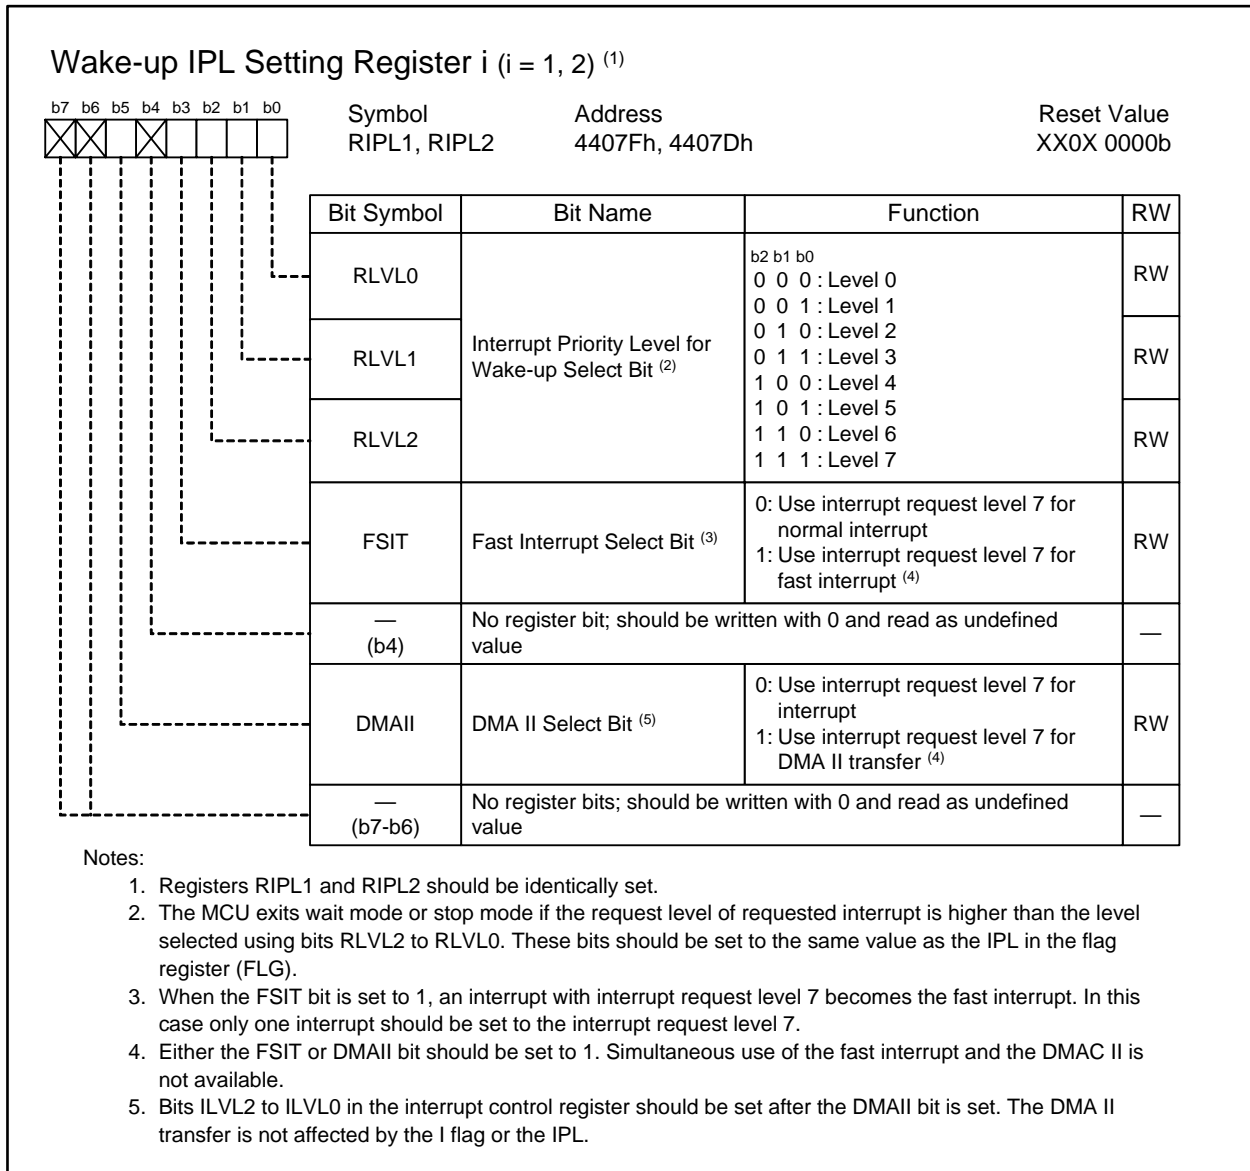 Wake-up IPL Setting Register i (i = 1, 2) (1)
b7 b6 b5 b4 b3 b2 b1 b0
Symbol Address Reset Value
RIPL1, RIPL2 4407Fh, 4407Dh XX0X 0000b
Bit Symbol Bit Name Function RW
RLVL0
RLVL1
RLVL2
Interrupt Priority Level for
Wake-up Select Bit (2)
b2 b1 b0
0 0 0 : Level 0
0 0 1 : Level 1
0 1 0 : Level 2
0 1 1 : Level 3
1 0 0 : Level 4
1 0 1 : Level 5
1 1 0 : Level 6
1 1 1 : Level 7
RW
RW
RW
FSIT
Fast Interrupt Select Bit (3)
0: Use interrupt request level 7 for
normal interrupt
1: Use interrupt request level 7 for
fast interrupt (4)
RW
—
(b4)
No register bit; should be written with 0 and read as undefined
value
—
DMAII
DMA II Select Bit (5)
0: Use interrupt request level 7 for
interrupt
1: Use interrupt request level 7 for
DMA II transfer (4)
RW
—
(b7-b6)
No register bits; should be written with 0 and read as undefined
value
—
Notes:
1. Registers RIPL1 and RIPL2 should be identically set.
2. The MCU exits wait mode or stop mode if the request level of requested interrupt is higher than the level
selected using bits RLVL2 to RLVL0. These bits should be set to the same value as the IPL in the flag
register (FLG).
3. When the FSIT bit is set to 1, an interrupt with interrupt request level 7 becomes the fast interrupt. In this
case only one interrupt should be set to the interrupt request level 7.
4. Either the FSIT or DMAII bit should be set to 1. Simultaneous use of the fast interrupt and the DMAC II is
not available.
5. Bits ILVL2 to ILVL0 in the interrupt control register should be set after the DMAII bit is set. The DMA II
transfer is not affected by the I flag or the IPL.